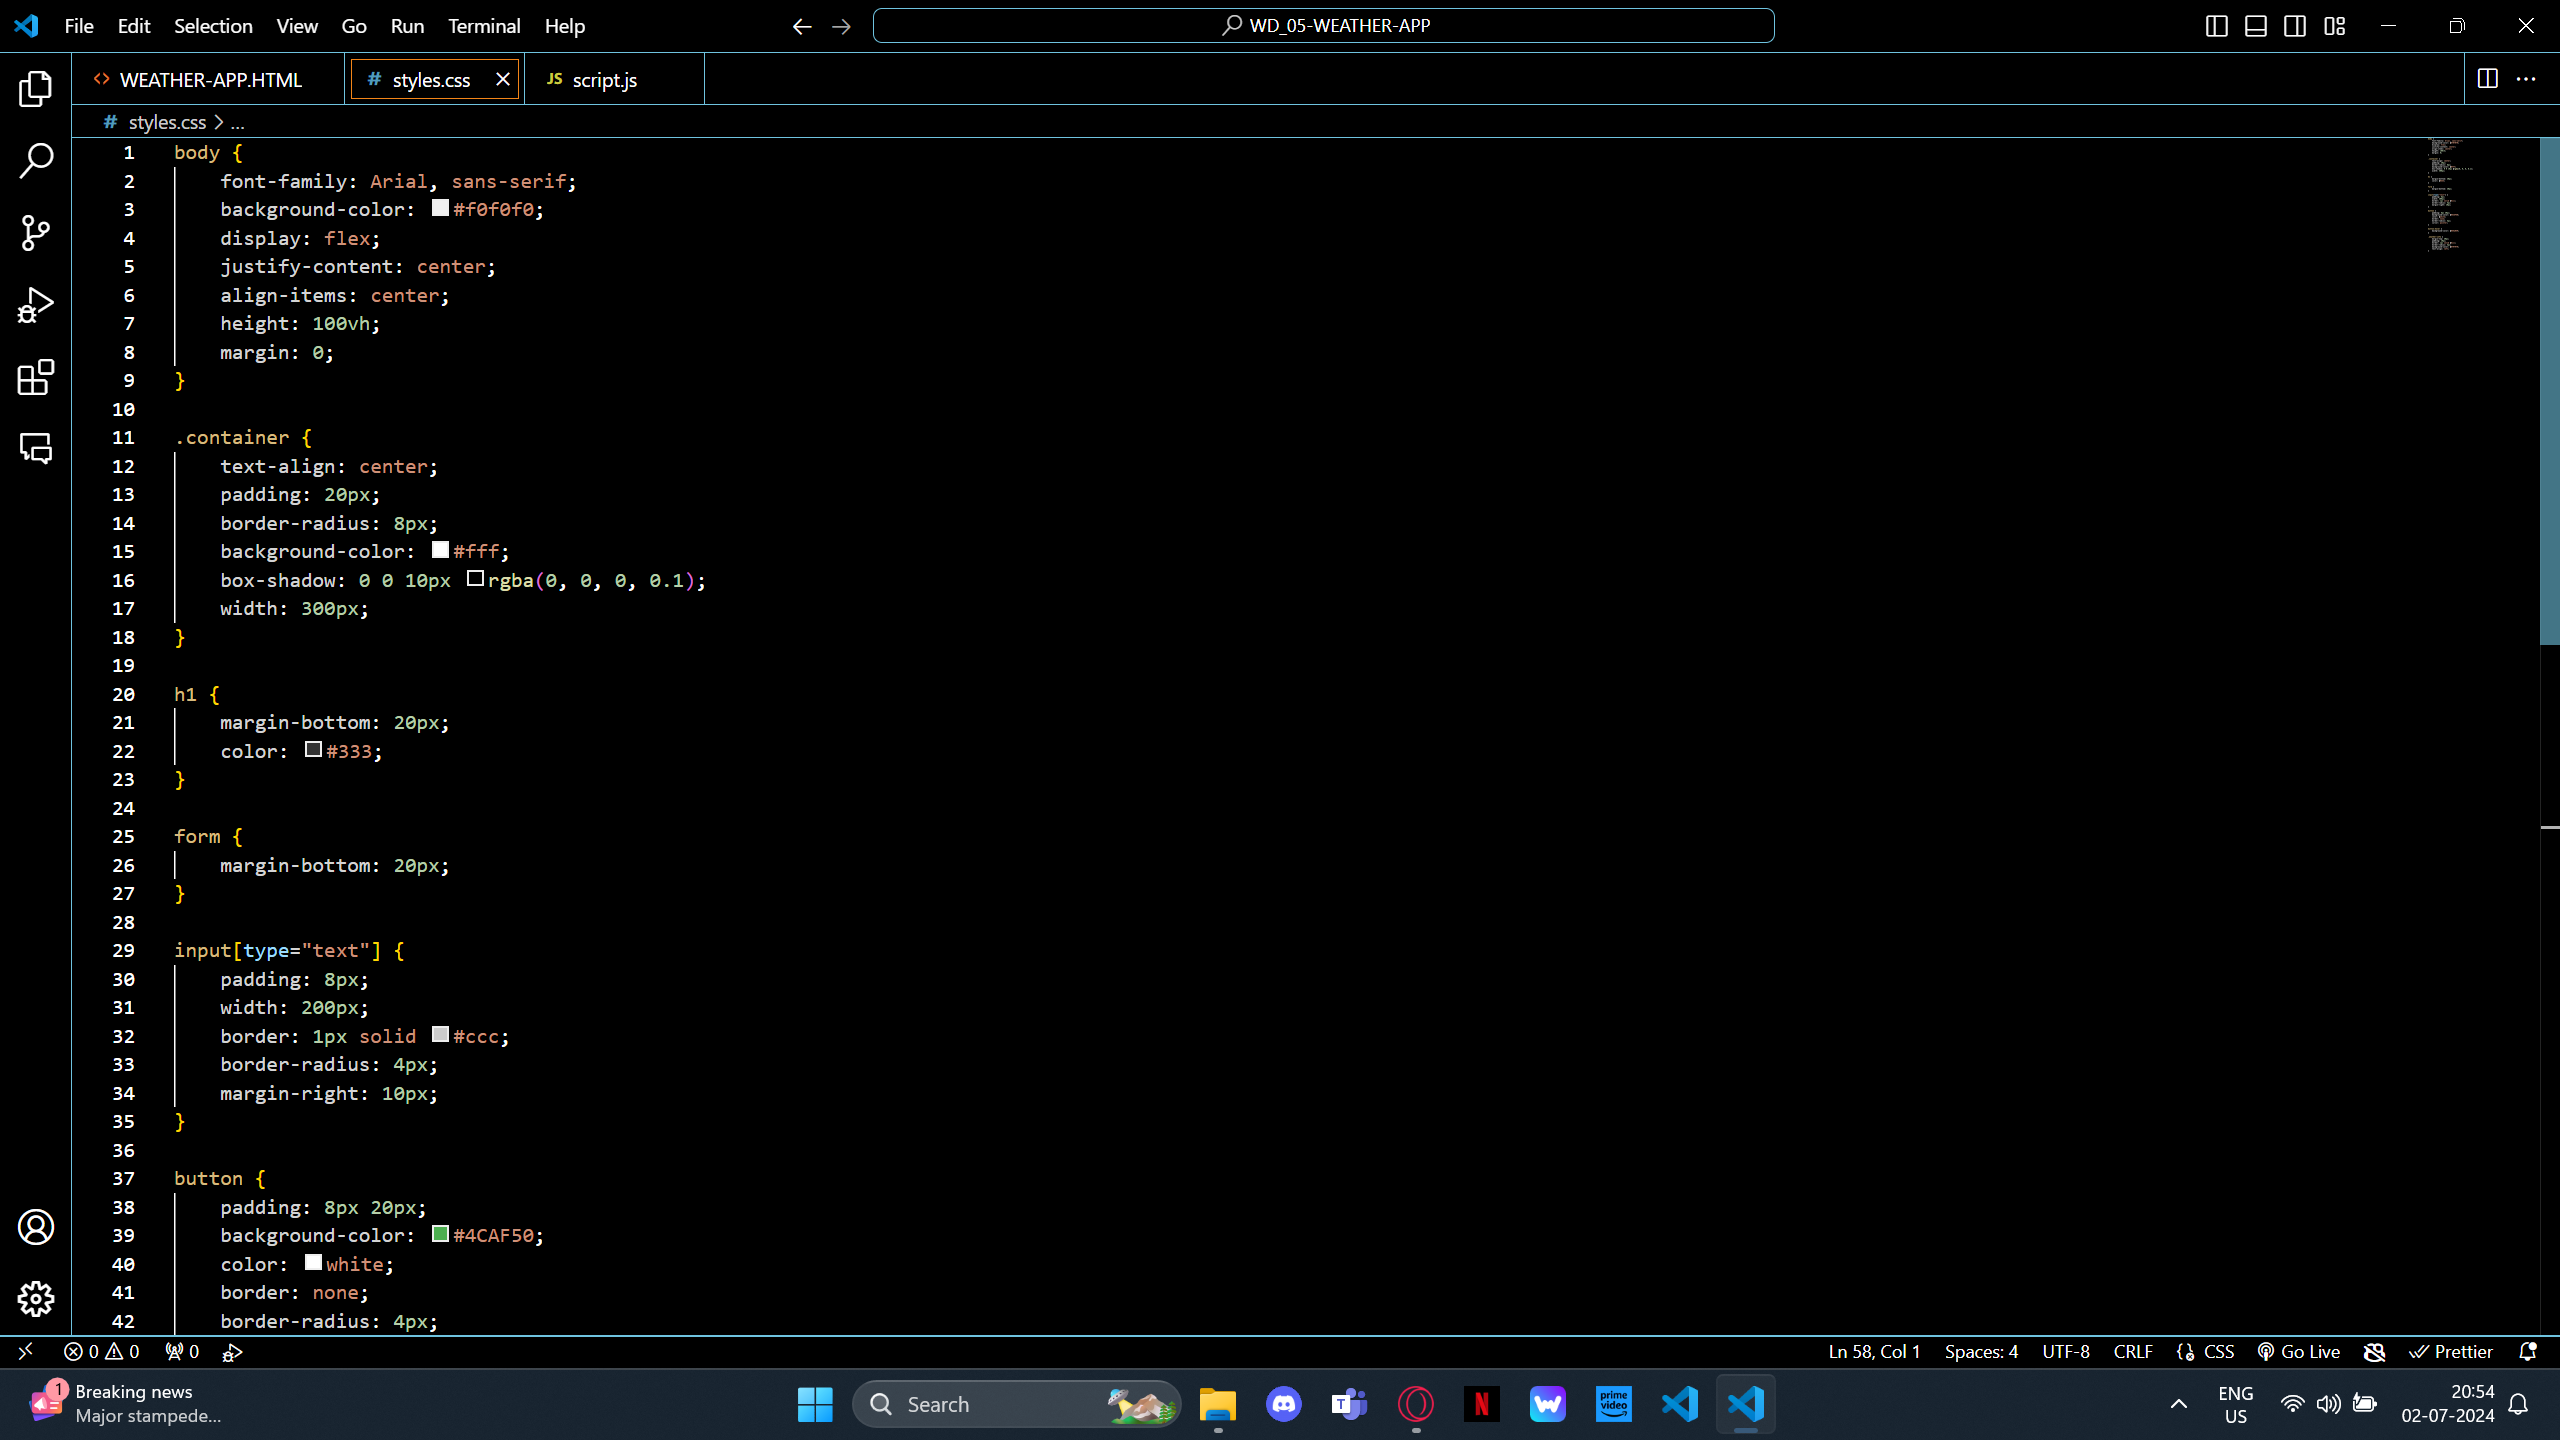 File Edit Selection View Go Run Terminal Help
WD_05-WEATHER-APP
<> WEATHER-APP.HTML
# styles.css
JS script.js
# styles.css > ...
1 body {
2 font-family: Arial, sans-serif;
3 background-color: #f0f0f0;
4 display: flex;
5 justify-content: center;
6 align-items: center;
7 height: 100vh;
8 margin: 0;
9 }
10
11 .container {
12 text-align: center;
13 padding: 20px;
14 border-radius: 8px;
15 background-color: #fff;
16 box-shadow: 0 0 10px rgba(0, 0, 0, 0.1);
17 width: 300px;
18 }
19
20 h1 {
21 margin-bottom: 20px;
22 color: #333;
23 }
24
25 form {
26 margin-bottom: 20px;
27 }
28
29 input[type="text"] {
30 padding: 8px;
31 width: 200px;
32 border: 1px solid #ccc;
33 border-radius: 4px;
34 margin-right: 10px;
35 }
36
37 button {
38 padding: 8px 20px;
39 background-color: #4CAF50;
40 color: white;
41 border: none;
42 border-radius: 4px;
0 0 0
Ln 58, Col 1 Spaces: 4 UTF-8 CRLF {} CSS Go Live Prettier
1
Breaking news
Major stampede...
Search
T
N
prime video
ENG
US
20:54
02-07-2024